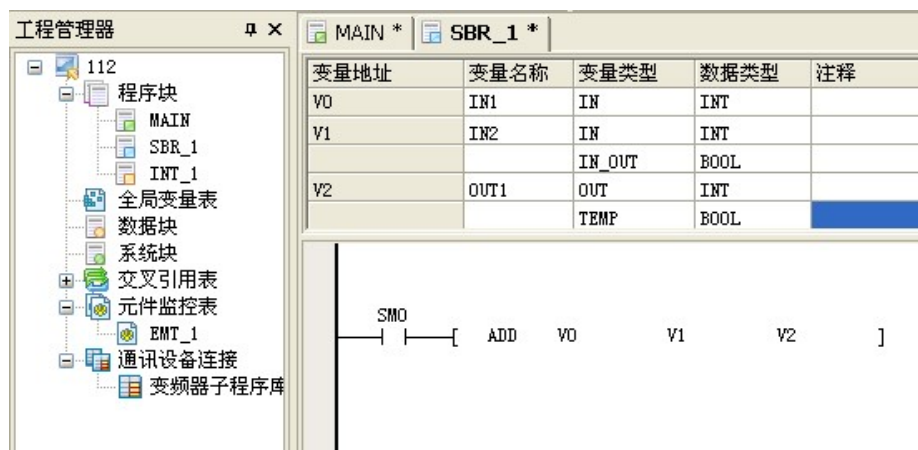 工程管理器
112
程序块
MAIN
SBR_1
INT_1
全局变量表
数据块
系统块
交叉引用表
元件监控表
EMT_1
通讯设备连接
变频器子程序库
MAIN * SBR_1 *
变量地址 变量名称 变量类型 数据类型 注释
V0 IN1 IN INT
V1 IN2 IN INT
IN_OUT BOOL
V2 OUT1 OUT INT
TEMP BOOL
SM0
[ ADD V0 V1 V2 ]